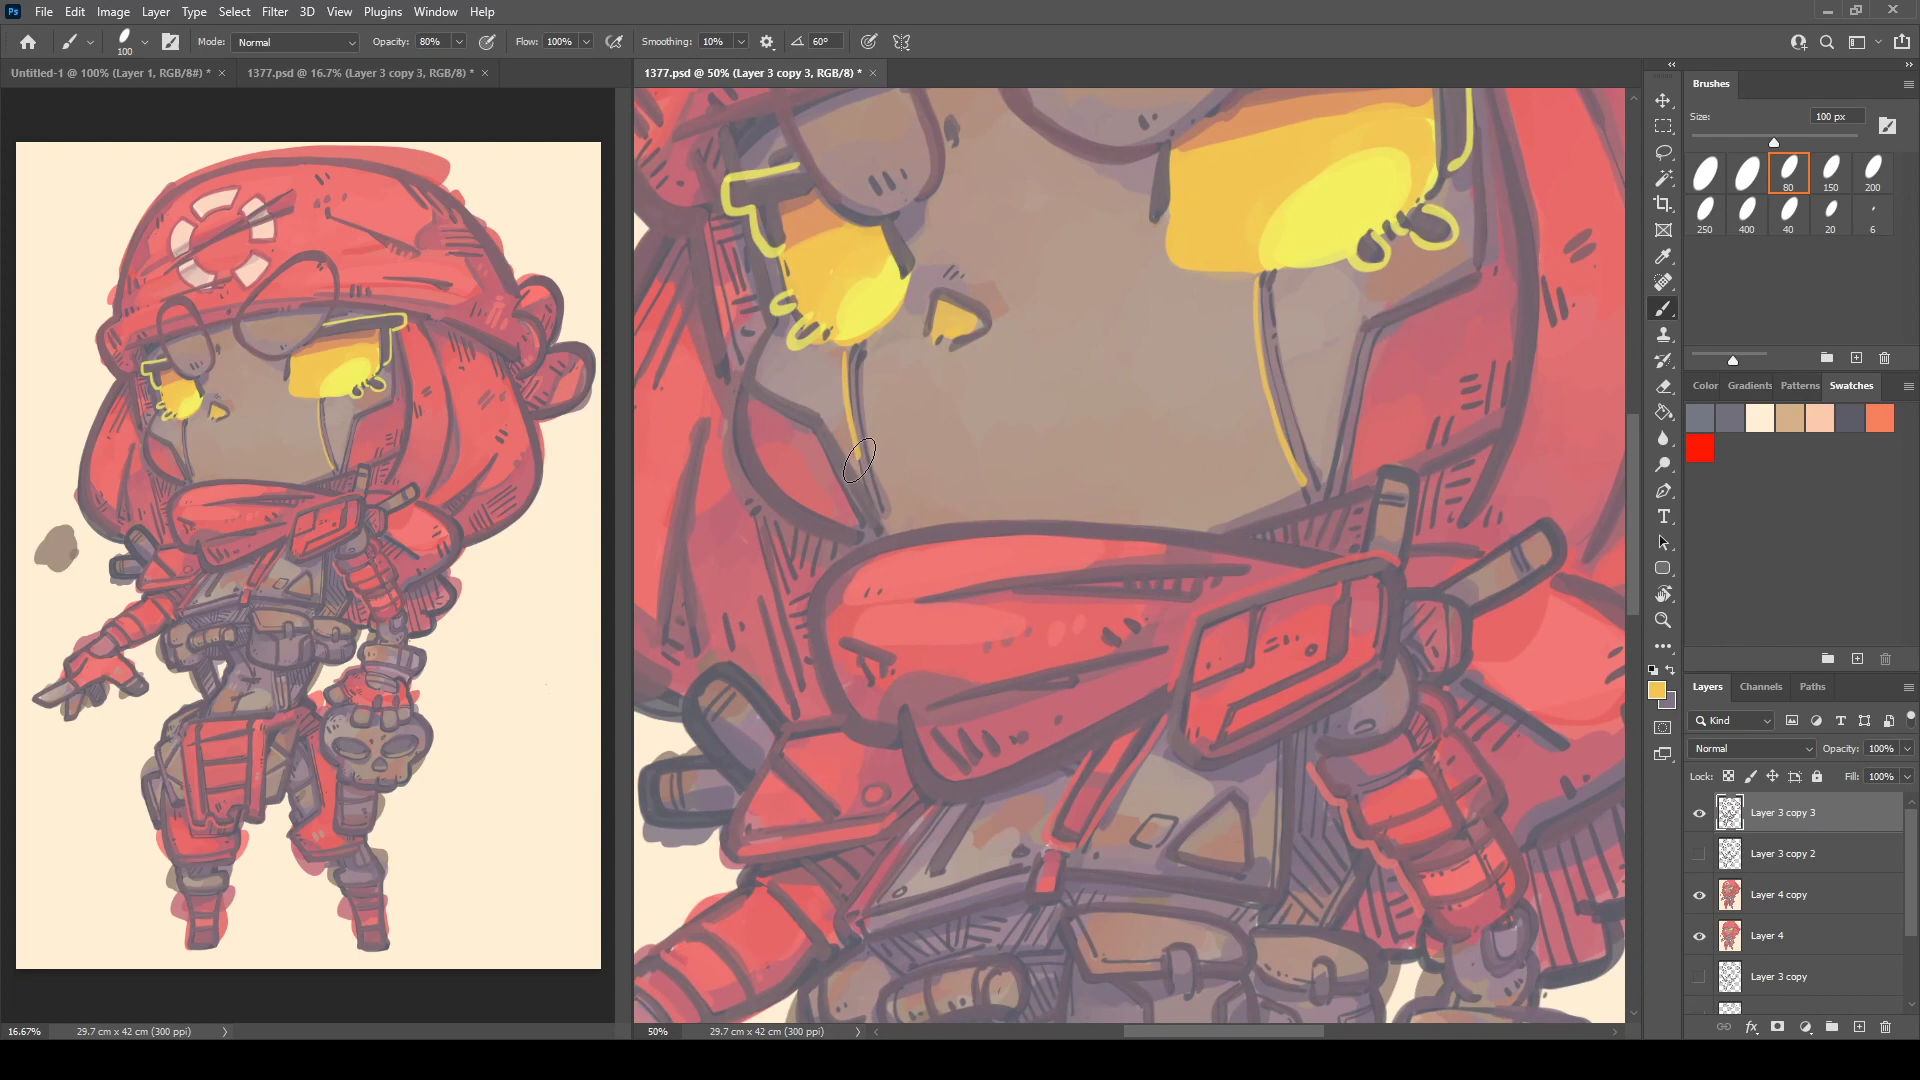 Ps File Edit Image Layer Type Select Filter 3D View Plugins Window Help
100 Mode: Normal Opacity: 80% Flow: 100% Smoothing: 10% 60°
Untitled-1 @ 100% (Layer 1, RGB/8#) * × 1377.psd @ 16.7% (Layer 3 copy 3, RGB/8) * × 1377.psd @ 50% (Layer 3 copy 3, RGB/8) * ×
Brushes
Size: 100 px
80 150 200
250 400 40 20 6
Color Gradients Patterns Swatches
Layers Channels Paths
Kind
Normal Opacity: 100%
Lock: Fill: 100%
Layer 3 copy 3
Layer 3 copy 2
Layer 4 copy
Layer 4
Layer 3 copy
fx
16.67% 29.7 cm x 42 cm (300 ppi) 50% 29.7 cm x 42 cm (300 ppi)